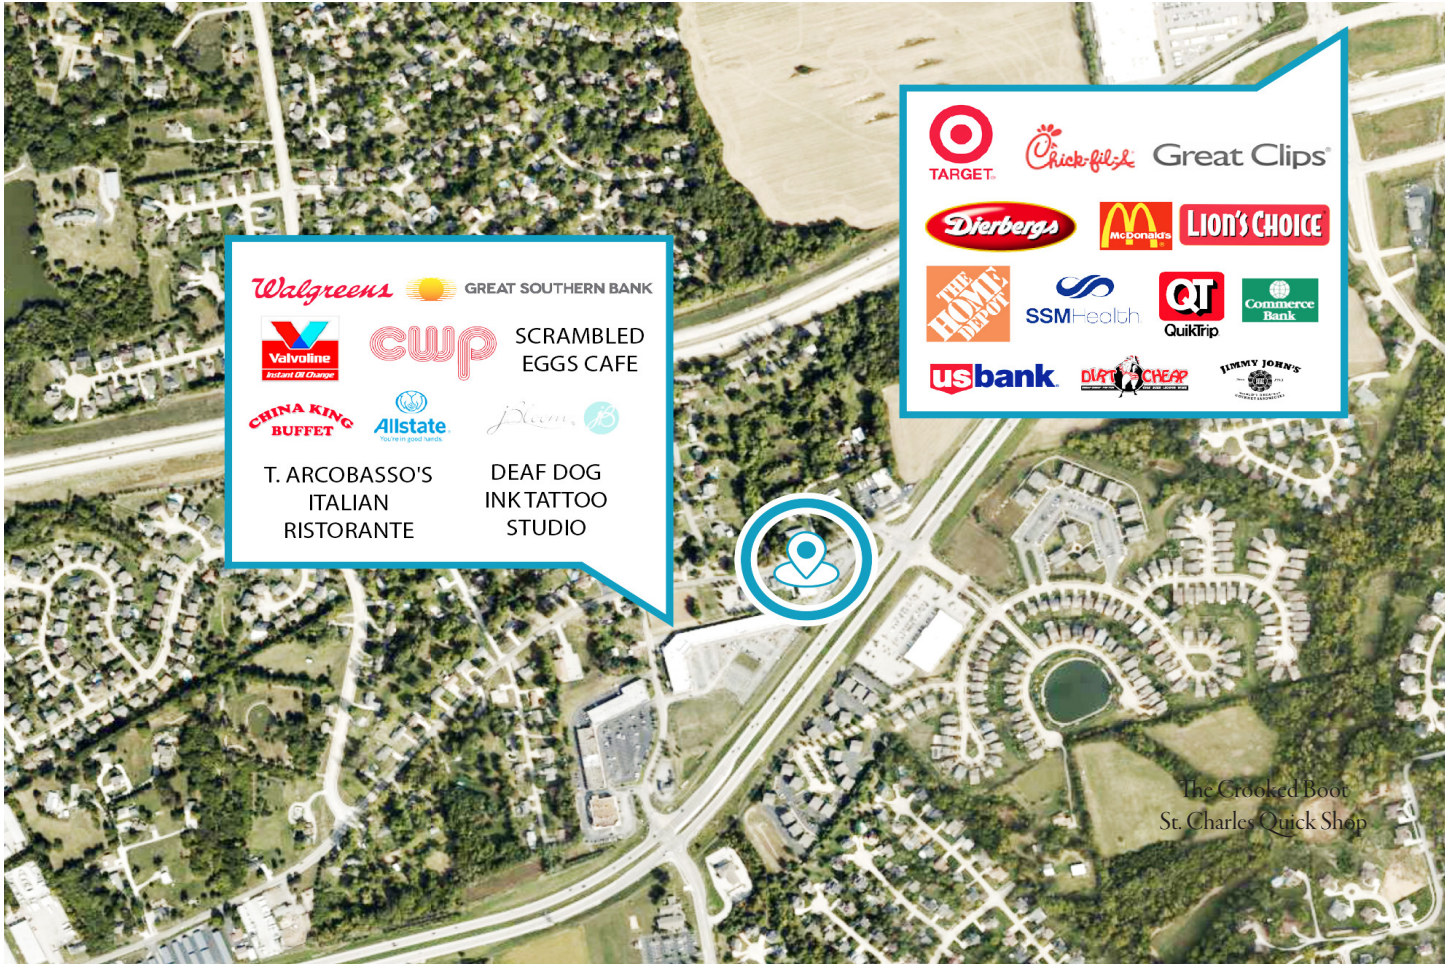 TARGET
Chick-fil-A
Great Clips
Dierbergs
McDonald's
LION'S CHOICE
THE
HOME
DEPOT
SSMHealth
QT
QuikTrip
Commerce
Bank
usbank
DIRT CHEAP
JIMMY JOHN'S
Walgreens
GREAT SOUTHERN BANK
Valvoline
Instant Oil Change
cwp
SCRAMBLED
EGGS CAFE
CHINA KING
BUFFET
Allstate
You're in good hands.
jBloom
jB
T. ARCOBASSO'S
ITALIAN
RISTORANTE
DEAF DOG
INK TATTOO
STUDIO
The Crooked Boot
St. Charles Quick Shop